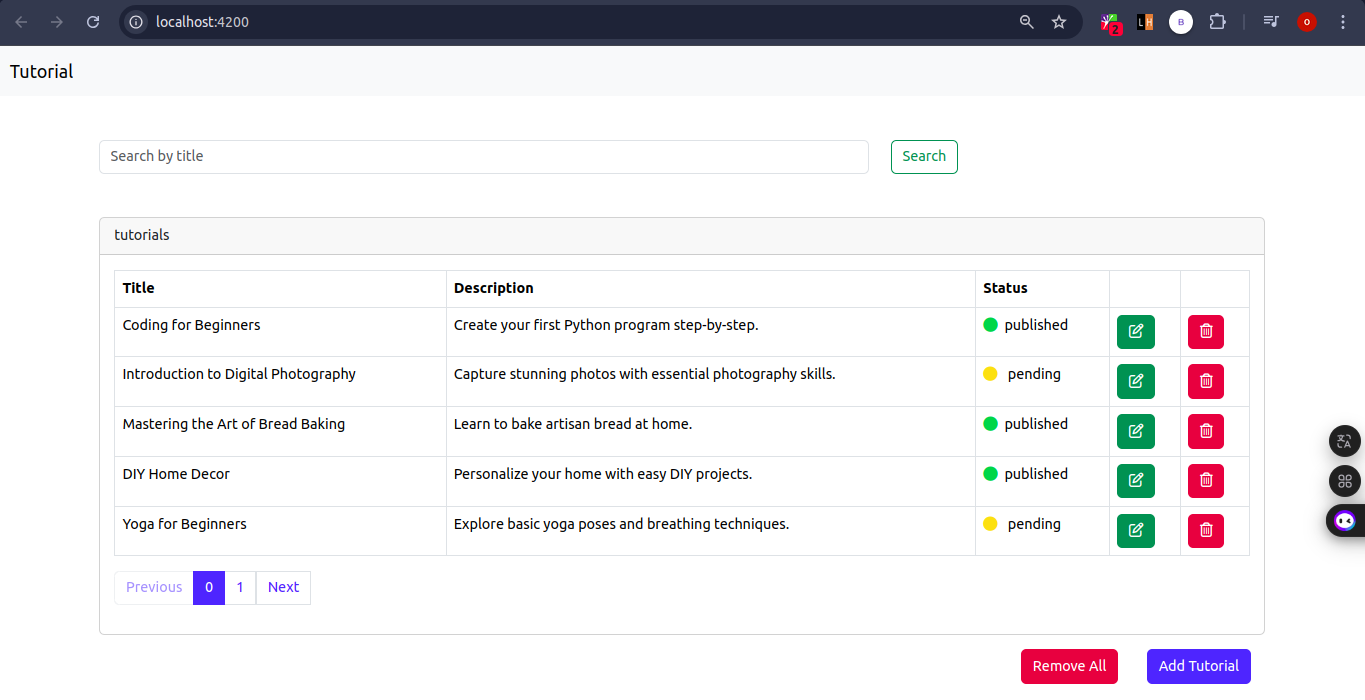 localhost:4200
2
L H
B
O
Tutorial
Search by title
Search
tutorials
Title Description Status
Coding for Beginners Create your first Python program step-by-step. published
Introduction to Digital Photography Capture stunning photos with essential photography skills. pending
Mastering the Art of Bread Baking Learn to bake artisan bread at home. published
DIY Home Decor Personalize your home with easy DIY projects. published
Yoga for Beginners Explore basic yoga poses and breathing techniques. pending
Previous 0 1 Next
Remove All Add Tutorial